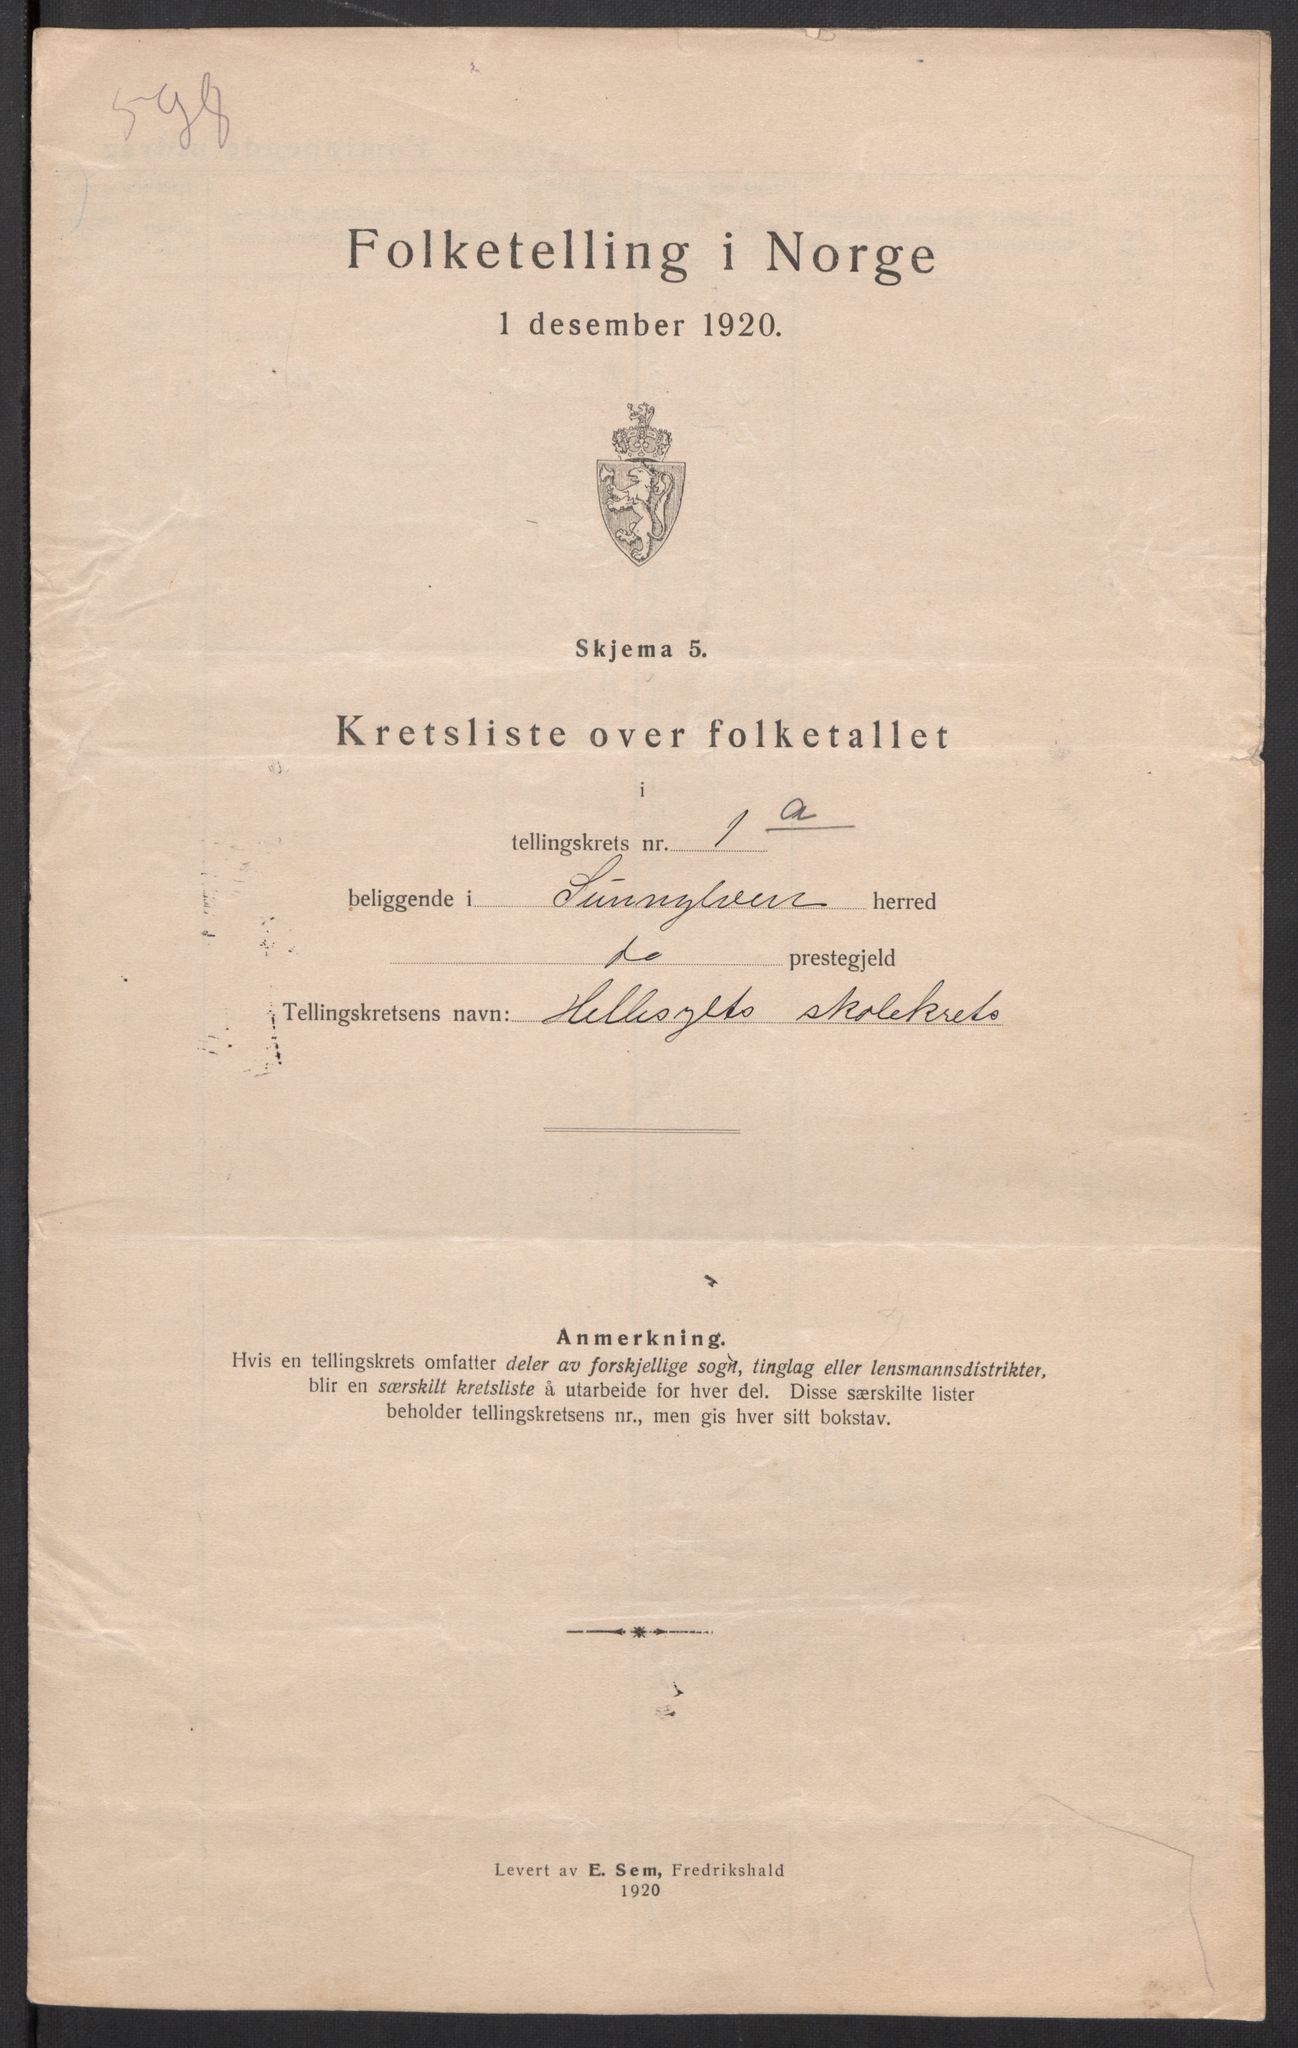 598
Folketelling i Norge
1 desember 1920.
Skjema 5.
Kretsliste over folketallet
i
tellingskrets nr. 1 a
beliggende i Sunnylven herred
do prestegjeld
Tellingskretsens navn: Hellesylts skolekrets
Anmerkning.
Hvis en tellingskrets omfatter deler av forskjellige sogn, tinglag eller lensmannsdistrikter,
blir en særskilt kretsliste å utarbeide for hver del. Disse særskilte lister
beholder tellingskretsens nr., men gis hver sitt bokstav.
Levert av E. Sem, Fredrikshald
1920